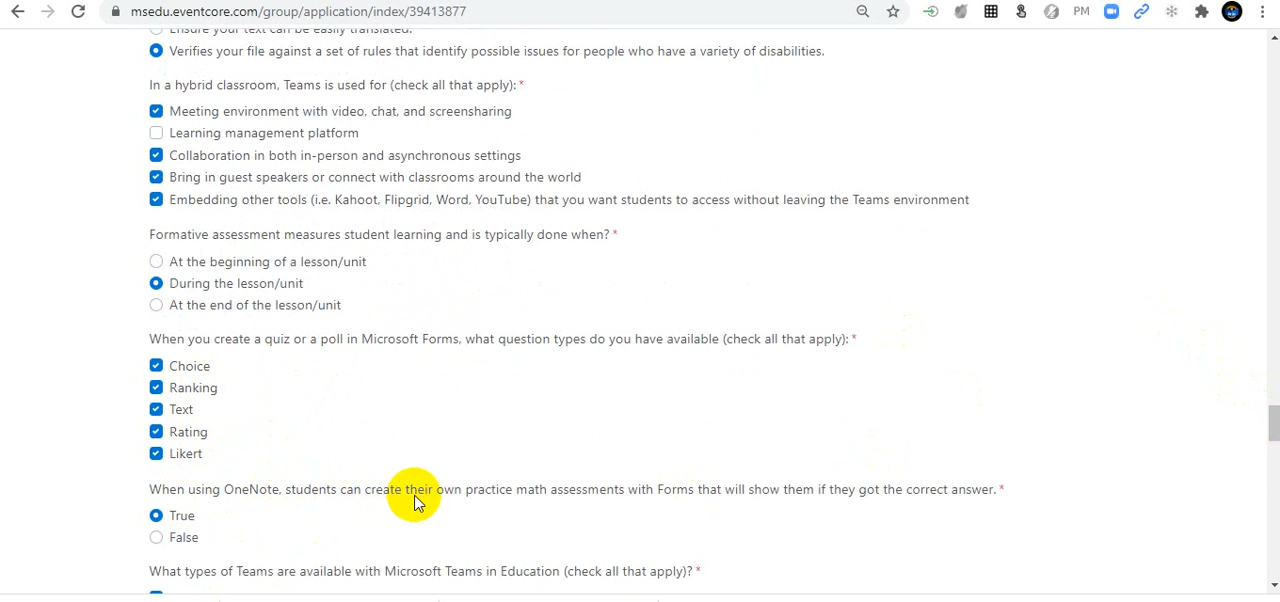 msedu.eventcore.com/group/application/index/39413877
PM
Ensure your text can be easily translated.
Verifies your file against a set of rules that identify possible issues for people who have a variety of disabilities.
In a hybrid classroom, Teams is used for (check all that apply): *
Meeting environment with video, chat, and screensharing
Learning management platform
Collaboration in both in-person and asynchronous settings
Bring in guest speakers or connect with classrooms around the world
Embedding other tools (i.e. Kahoot, Flipgrid, Word, YouTube) that you want students to access without leaving the Teams environment
Formative assessment measures student learning and is typically done when? *
At the beginning of a lesson/unit
During the lesson/unit
At the end of the lesson/unit
When you create a quiz or a poll in Microsoft Forms, what question types do you have available (check all that apply): *
Choice
Ranking
Text
Rating
Likert
When using OneNote, students can create their own practice math assessments with Forms that will show them if they got the correct answer. *
True
False
What types of Teams are available with Microsoft Teams in Education (check all that apply)? *